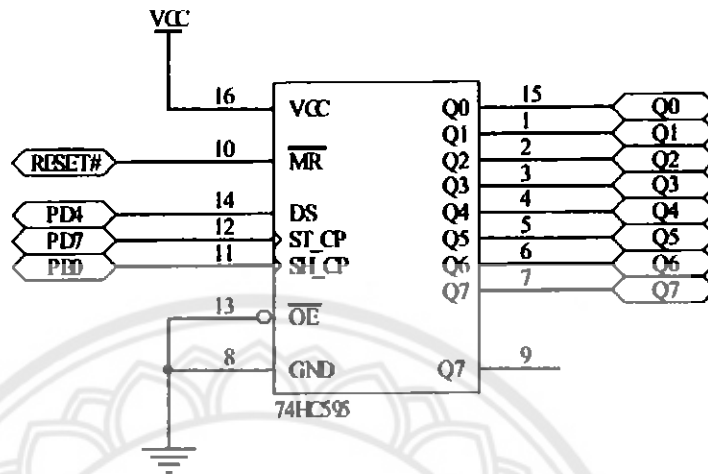 VCC
16 VCC Q0 15 Q0
Q1 1 Q1
RESET# 10 MR Q2 2 Q2
Q3 3 Q3
PD4 14 DS Q4 4 Q4
PD7 12 ST_CP Q5 5 Q5
PB0 11 SH_CP Q6 6 Q6
Q7 7 Q7
13 OE
8 GND Q7 9
74HC595